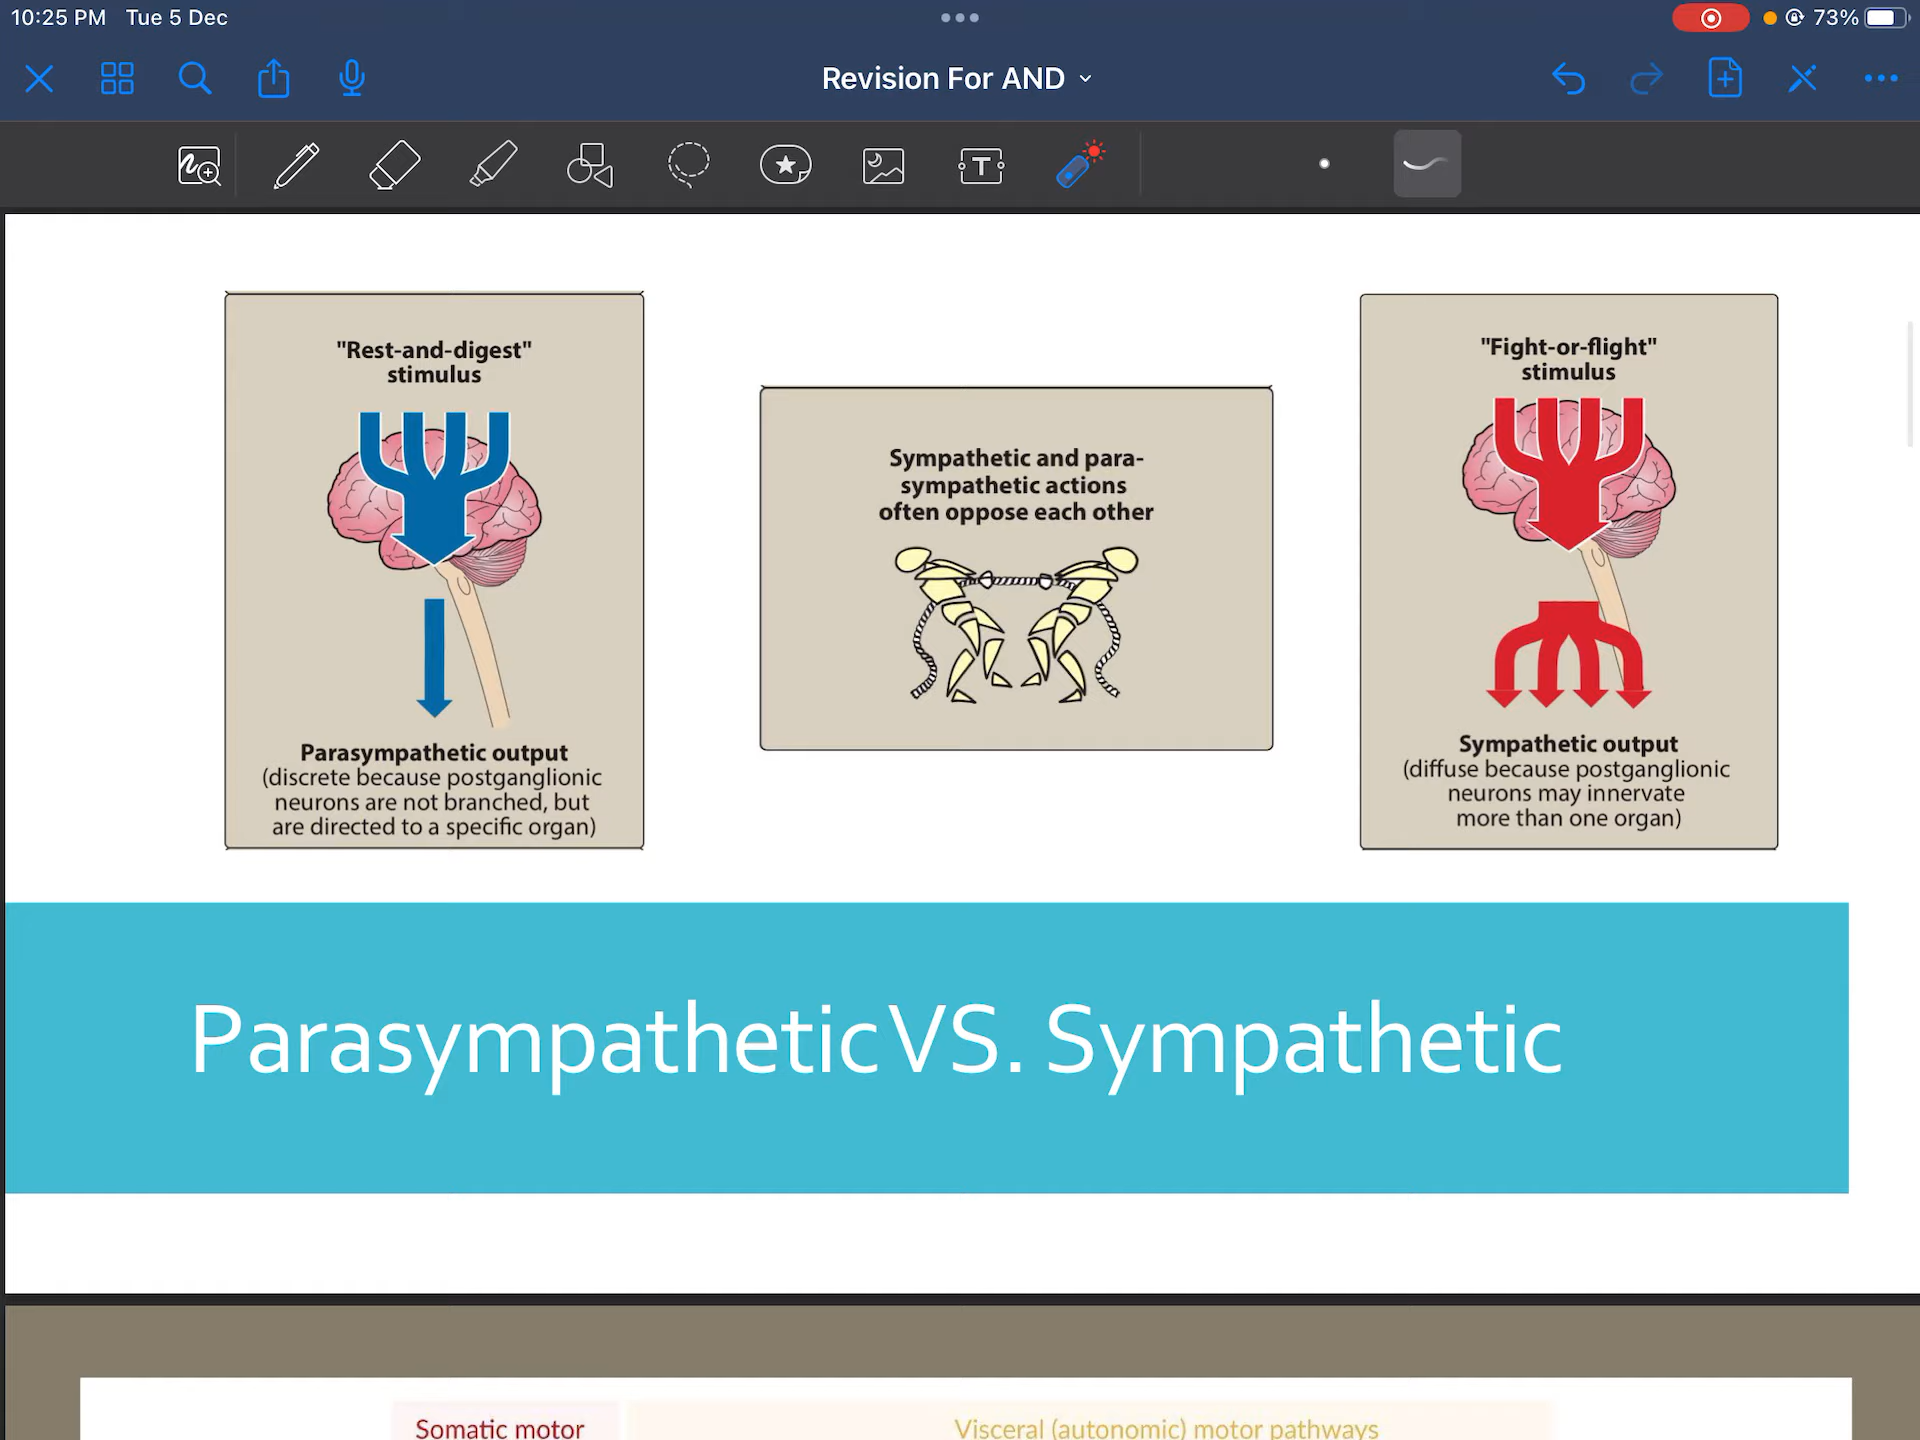 10:25 PM Tue 5 Dec
73%
Revision For AND
T
"Rest-and-digest"
stimulus
Parasympathetic output
(discrete because postganglionic
neurons are not branched, but
are directed to a specific organ)
Sympathetic and para-
sympathetic actions
often oppose each other
"Fight-or-flight"
stimulus
Sympathetic output
(diffuse because postganglionic
neurons may innervate
more than one organ)
Parasympathetic VS. Sympathetic
Somatic motor
Visceral (autonomic) motor pathways